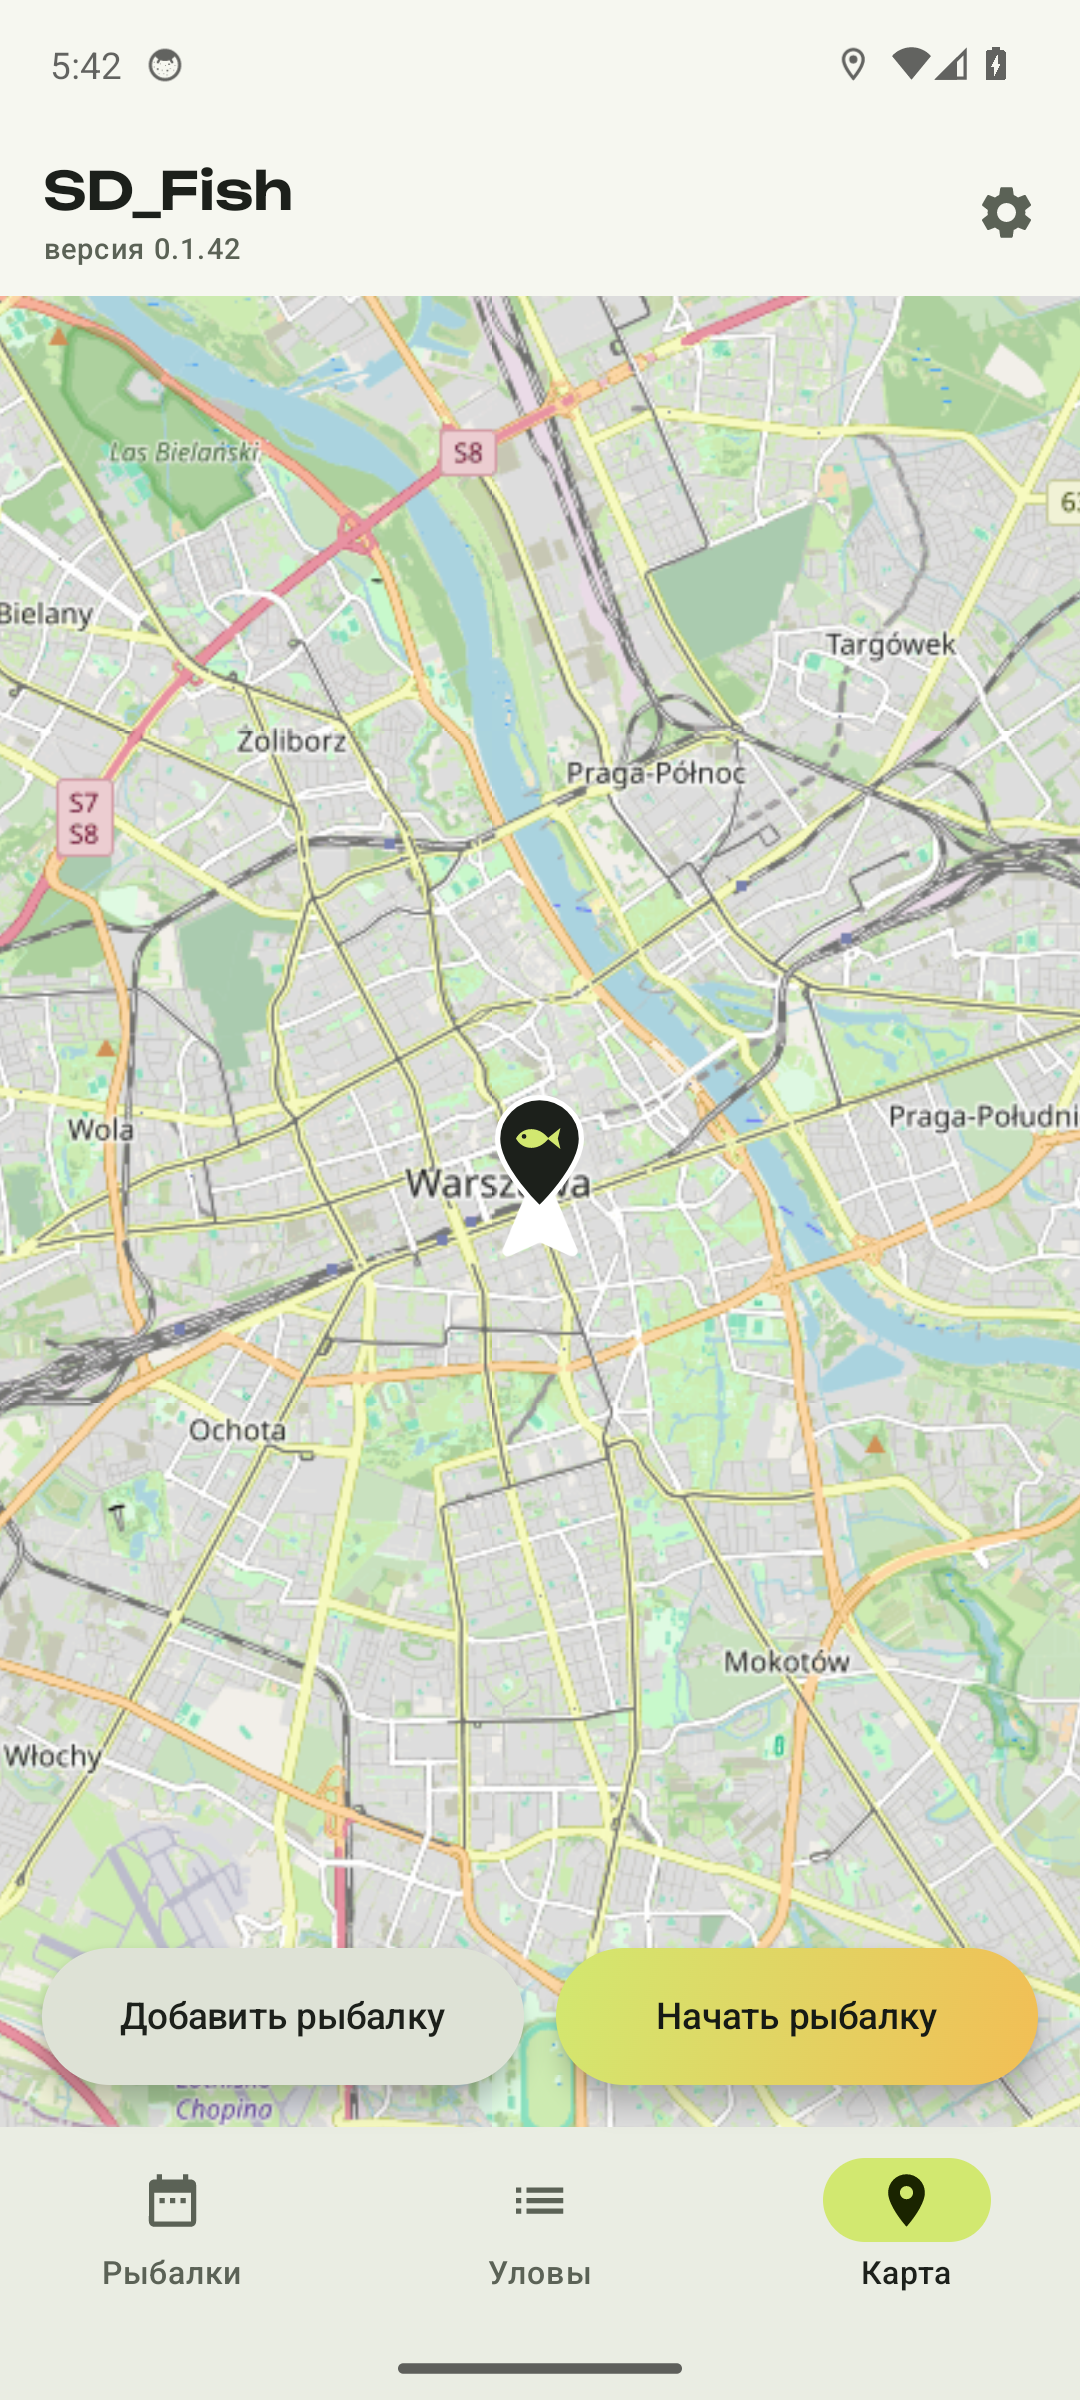 5:42
SD_Fish
версия 0.1.42
Las Bielański
S8
Bielany
Targówek
Żoliborz
Praga-Północ
S7
S8
Wola
Praga-Południ
Warszawa
Ochota
Mokotów
Włochy
Добавить рыбалку
Начать рыбалку
Chopina
Рыбалки
Уловы
Карта